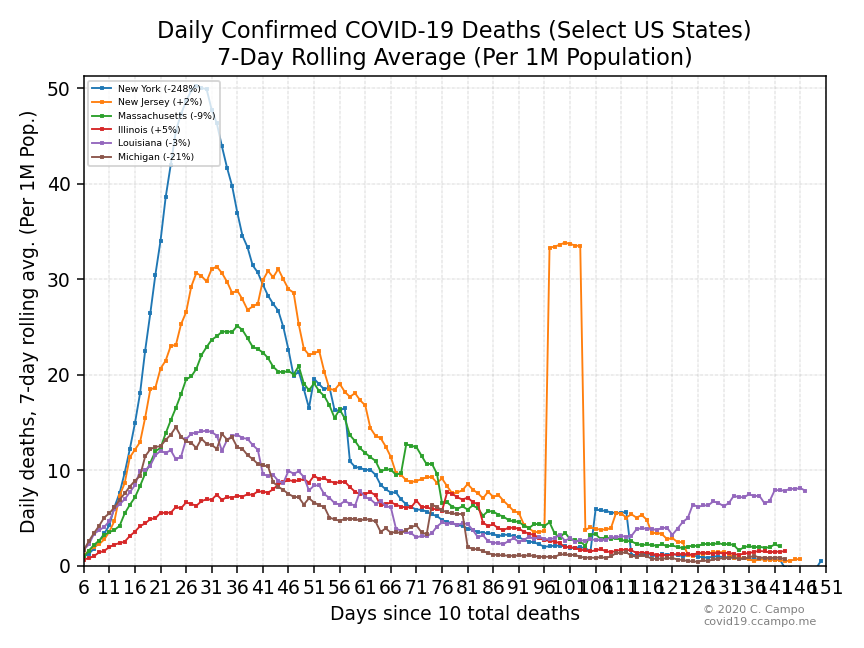 Daily Confirmed COVID-19 Deaths (Select US States)
7-Day Rolling Average (Per 1M Population)
Daily deaths, 7-day rolling avg. (Per 1M Pop.)
50
40
30
20
10
0
New York (-248%)
New Jersey (+2%)
Massachusetts (-9%)
Illinois (+5%)
Louisiana (-3%)
Michigan (-21%)
6 11 16 21 26 31 36 41 46 51 56 61 66 71 76 81 86 91 96 101 106 111 116 121 126 131 136 141 146 151
Days since 10 total deaths
© 2020 C. Campo
covid19.ccampo.me